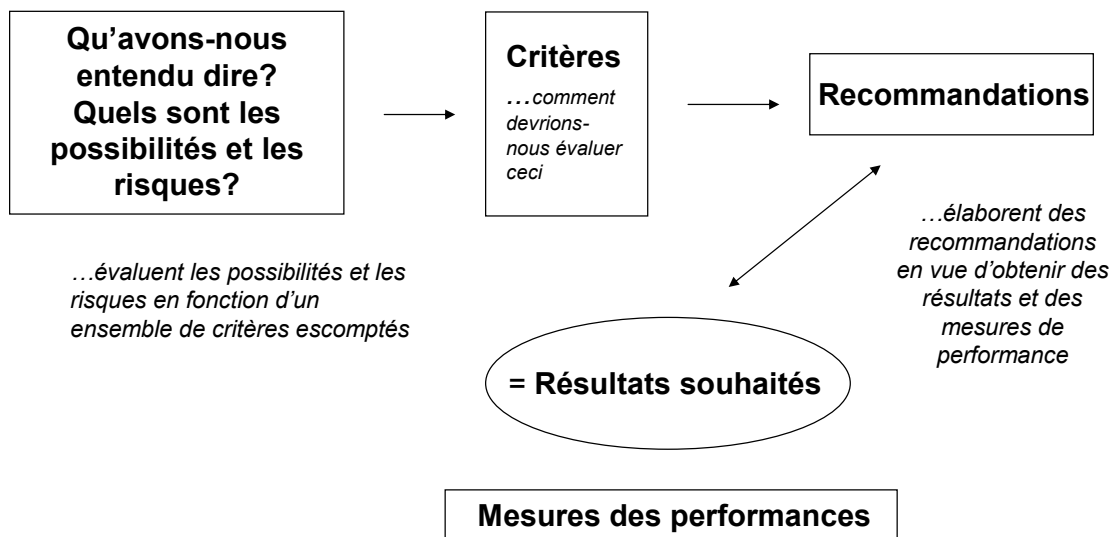 Qu’avons-nous
entendu dire?
Quels sont les
possibilités et les
risques?
Critères
…comment
devrions-
nous évaluer
ceci
Recommandations
…évaluent les possibilités et les
risques en fonction d’un
ensemble de critères escomptés
…élaborent des
recommandations
en vue d’obtenir des
résultats et des
mesures de
performance
= Résultats souhaités
Mesures des performances